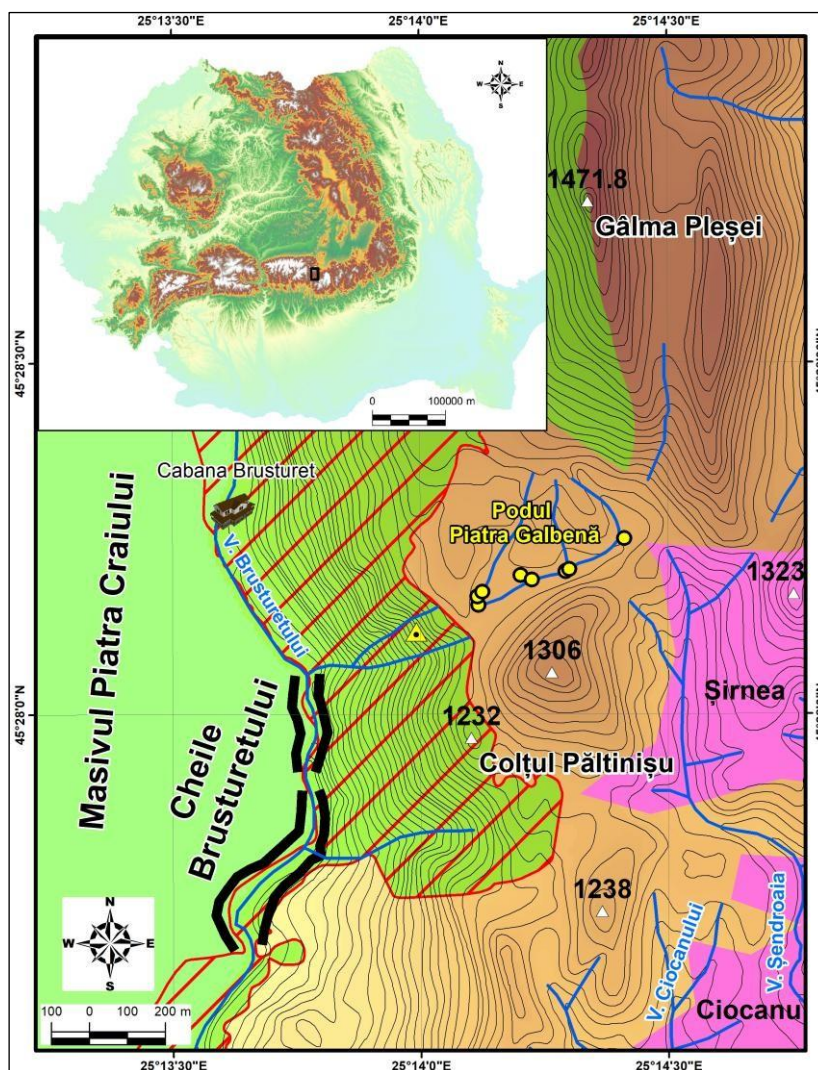 25°13'30"E 25°14'0"E 25°14'30"E
N
W E
S
0 100000 m
45°28'30"N
1471.8
Gâlma Pleșei
Cabana Brusturet
V. Brusturetului
Podul
Piatra Galbenă
1323
1306
Șirnea
1232
Colțul Păltinișu
45°28'0"N
Masivul Piatra Craiului
Cheile
Brusturetului
1238
V. Ciocanului
V. Șendroaia
Ciocanu
N
W E
S
100 0 100 200 m
25°13'30"E 25°14'0"E 25°14'30"E